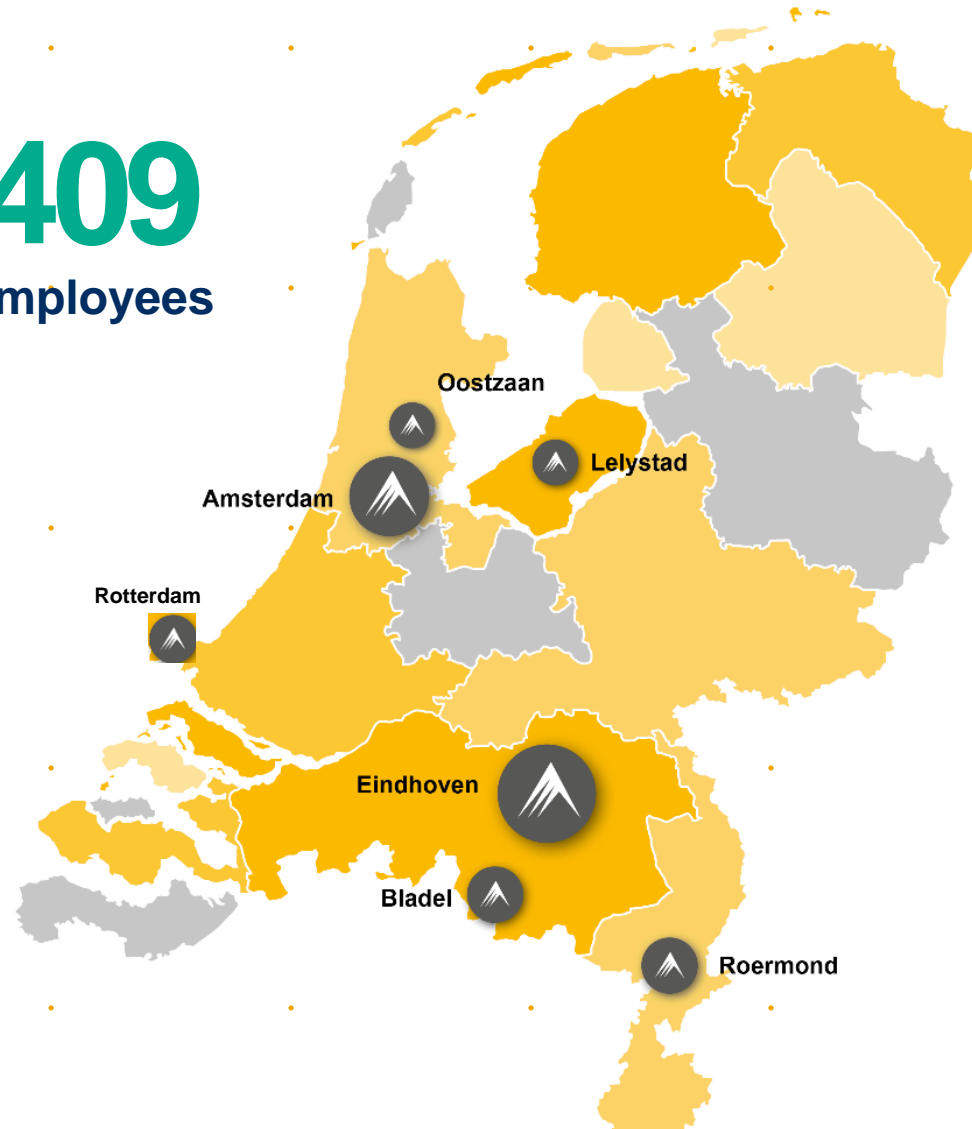 409
mployees
Oostzaan
Lelystad
Amsterdam
Rotterdam
Eindhoven
Bladel
Roermond